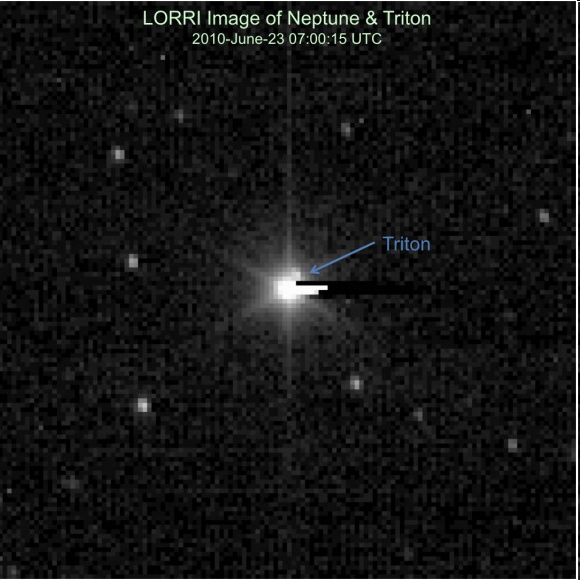 LORRI Image of Neptune & Triton
2010-June-23 07:00:15 UTC
Triton